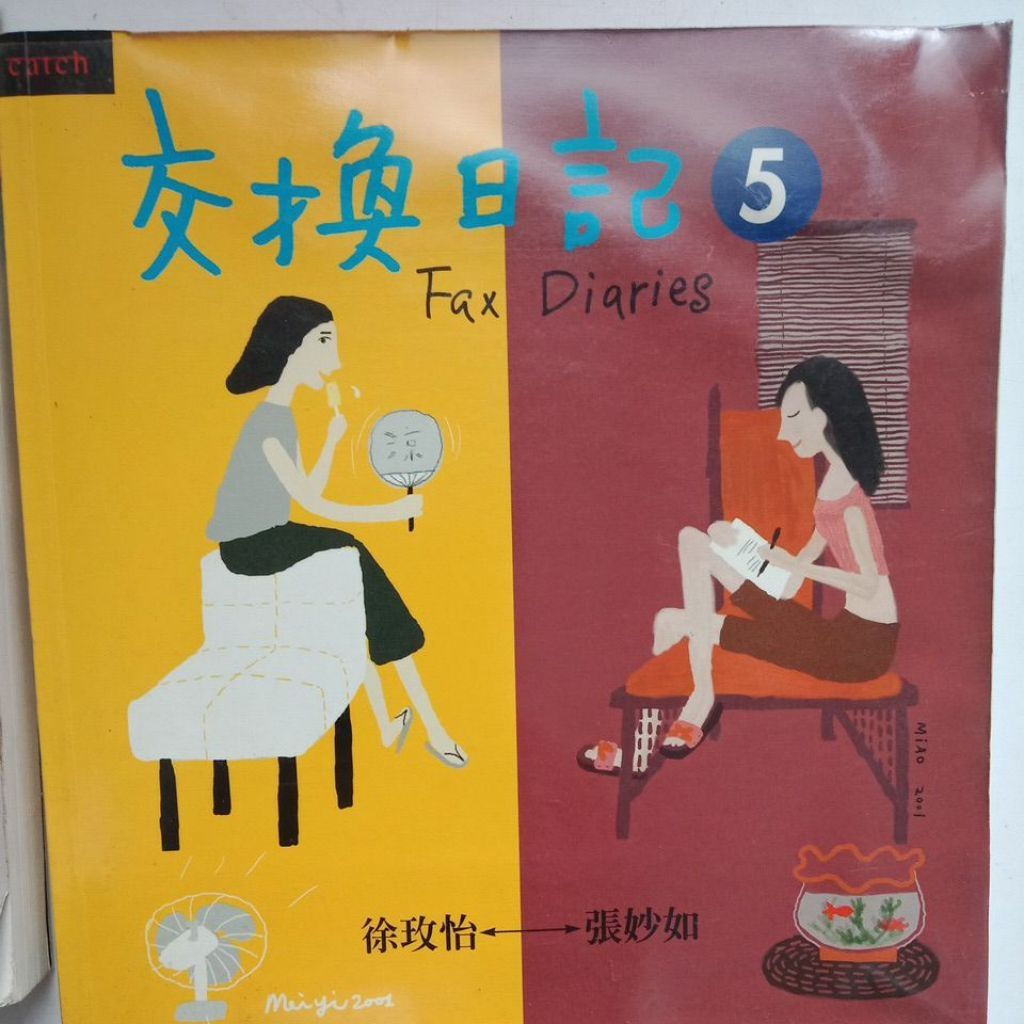 catch
交換日記 5
Fax Diaries
涼
MiAO 2001
徐玫怡←→張妙如
Meiyi 2001